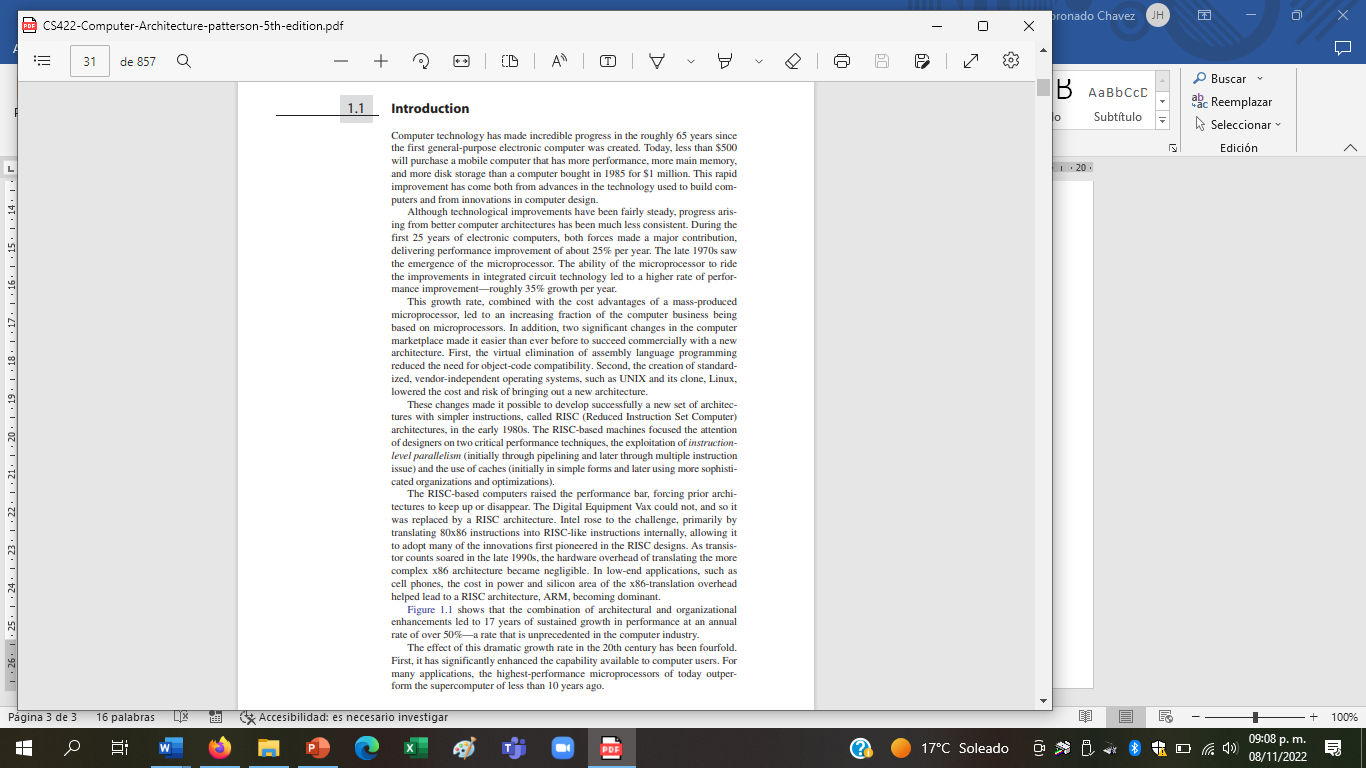 CS422-Computer-Architecture-patterson-5th-edition.pdf
oronado Chavez
JH
31
de 857
Buscar
Reemplazar
Seleccionar
Edición
AaBbCcD
Subtítulo
1.1 Introduction
Computer technology has made incredible progress in the roughly 65 years since
the first general-purpose electronic computer was created. Today, less than $500
will purchase a mobile computer that has more performance, more main memory,
and more disk storage than a computer bought in 1985 for $1 million. This rapid
improvement has come both from advances in the technology used to build com-
puters and from innovations in computer design.
Although technological improvements have been fairly steady, progress aris-
ing from better computer architectures has been much less consistent. During the
first 25 years of electronic computers, both forces made a major contribution,
delivering performance improvement of about 25% per year. The late 1970s saw
the emergence of the microprocessor. The ability of the microprocessor to ride
the improvements in integrated circuit technology led to a higher rate of perfor-
mance improvement—roughly 35% growth per year.
This growth rate, combined with the cost advantages of a mass-produced
microprocessor, led to an increasing fraction of the computer business being
based on microprocessors. In addition, two significant changes in the computer
marketplace made it easier than ever before to succeed commercially with a new
architecture. First, the virtual elimination of assembly language programming
reduced the need for object-code compatibility. Second, the creation of standard-
ized, vendor-independent operating systems, such as UNIX and its clone, Linux,
lowered the cost and risk of bringing out a new architecture.
These changes made it possible to develop successfully a new set of architec-
tures with simpler instructions, called RISC (Reduced Instruction Set Computer)
architectures, in the early 1980s. The RISC-based machines focused the attention
of designers on two critical performance techniques, the exploitation of instruction-
level parallelism (initially through pipelining and later through multiple instruction
issue) and the use of caches (initially in simple forms and later using more sophisti-
cated organizations and optimizations).
The RISC-based computers raised the performance bar, forcing prior archi-
tectures to keep up or disappear. The Digital Equipment Vax could not, and so it
was replaced by a RISC architecture. Intel rose to the challenge, primarily by
translating 80x86 instructions into RISC-like instructions internally, allowing it
to adopt many of the innovations first pioneered in the RISC designs. As transis-
tor counts soared in the late 1990s, the hardware overhead of translating the more
complex x86 architecture became negligible. In low-end applications, such as
cell phones, the cost in power and silicon area of the x86-translation overhead
helped lead to a RISC architecture, ARM, becoming dominant.
Figure 1.1 shows that the combination of architectural and organizational
enhancements led to 17 years of sustained growth in performance at an annual
rate of over 50%—a rate that is unprecedented in the computer industry.
The effect of this dramatic growth rate in the 20th century has been fourfold.
First, it has significantly enhanced the capability available to computer users. For
many applications, the highest-performance microprocessors of today outper-
form the supercomputer of less than 10 years ago.
Página 3 de 3
16 palabras
Accesibilidad: es necesario investigar
100%
17°C Soleado
09:08 p. m.
08/11/2022